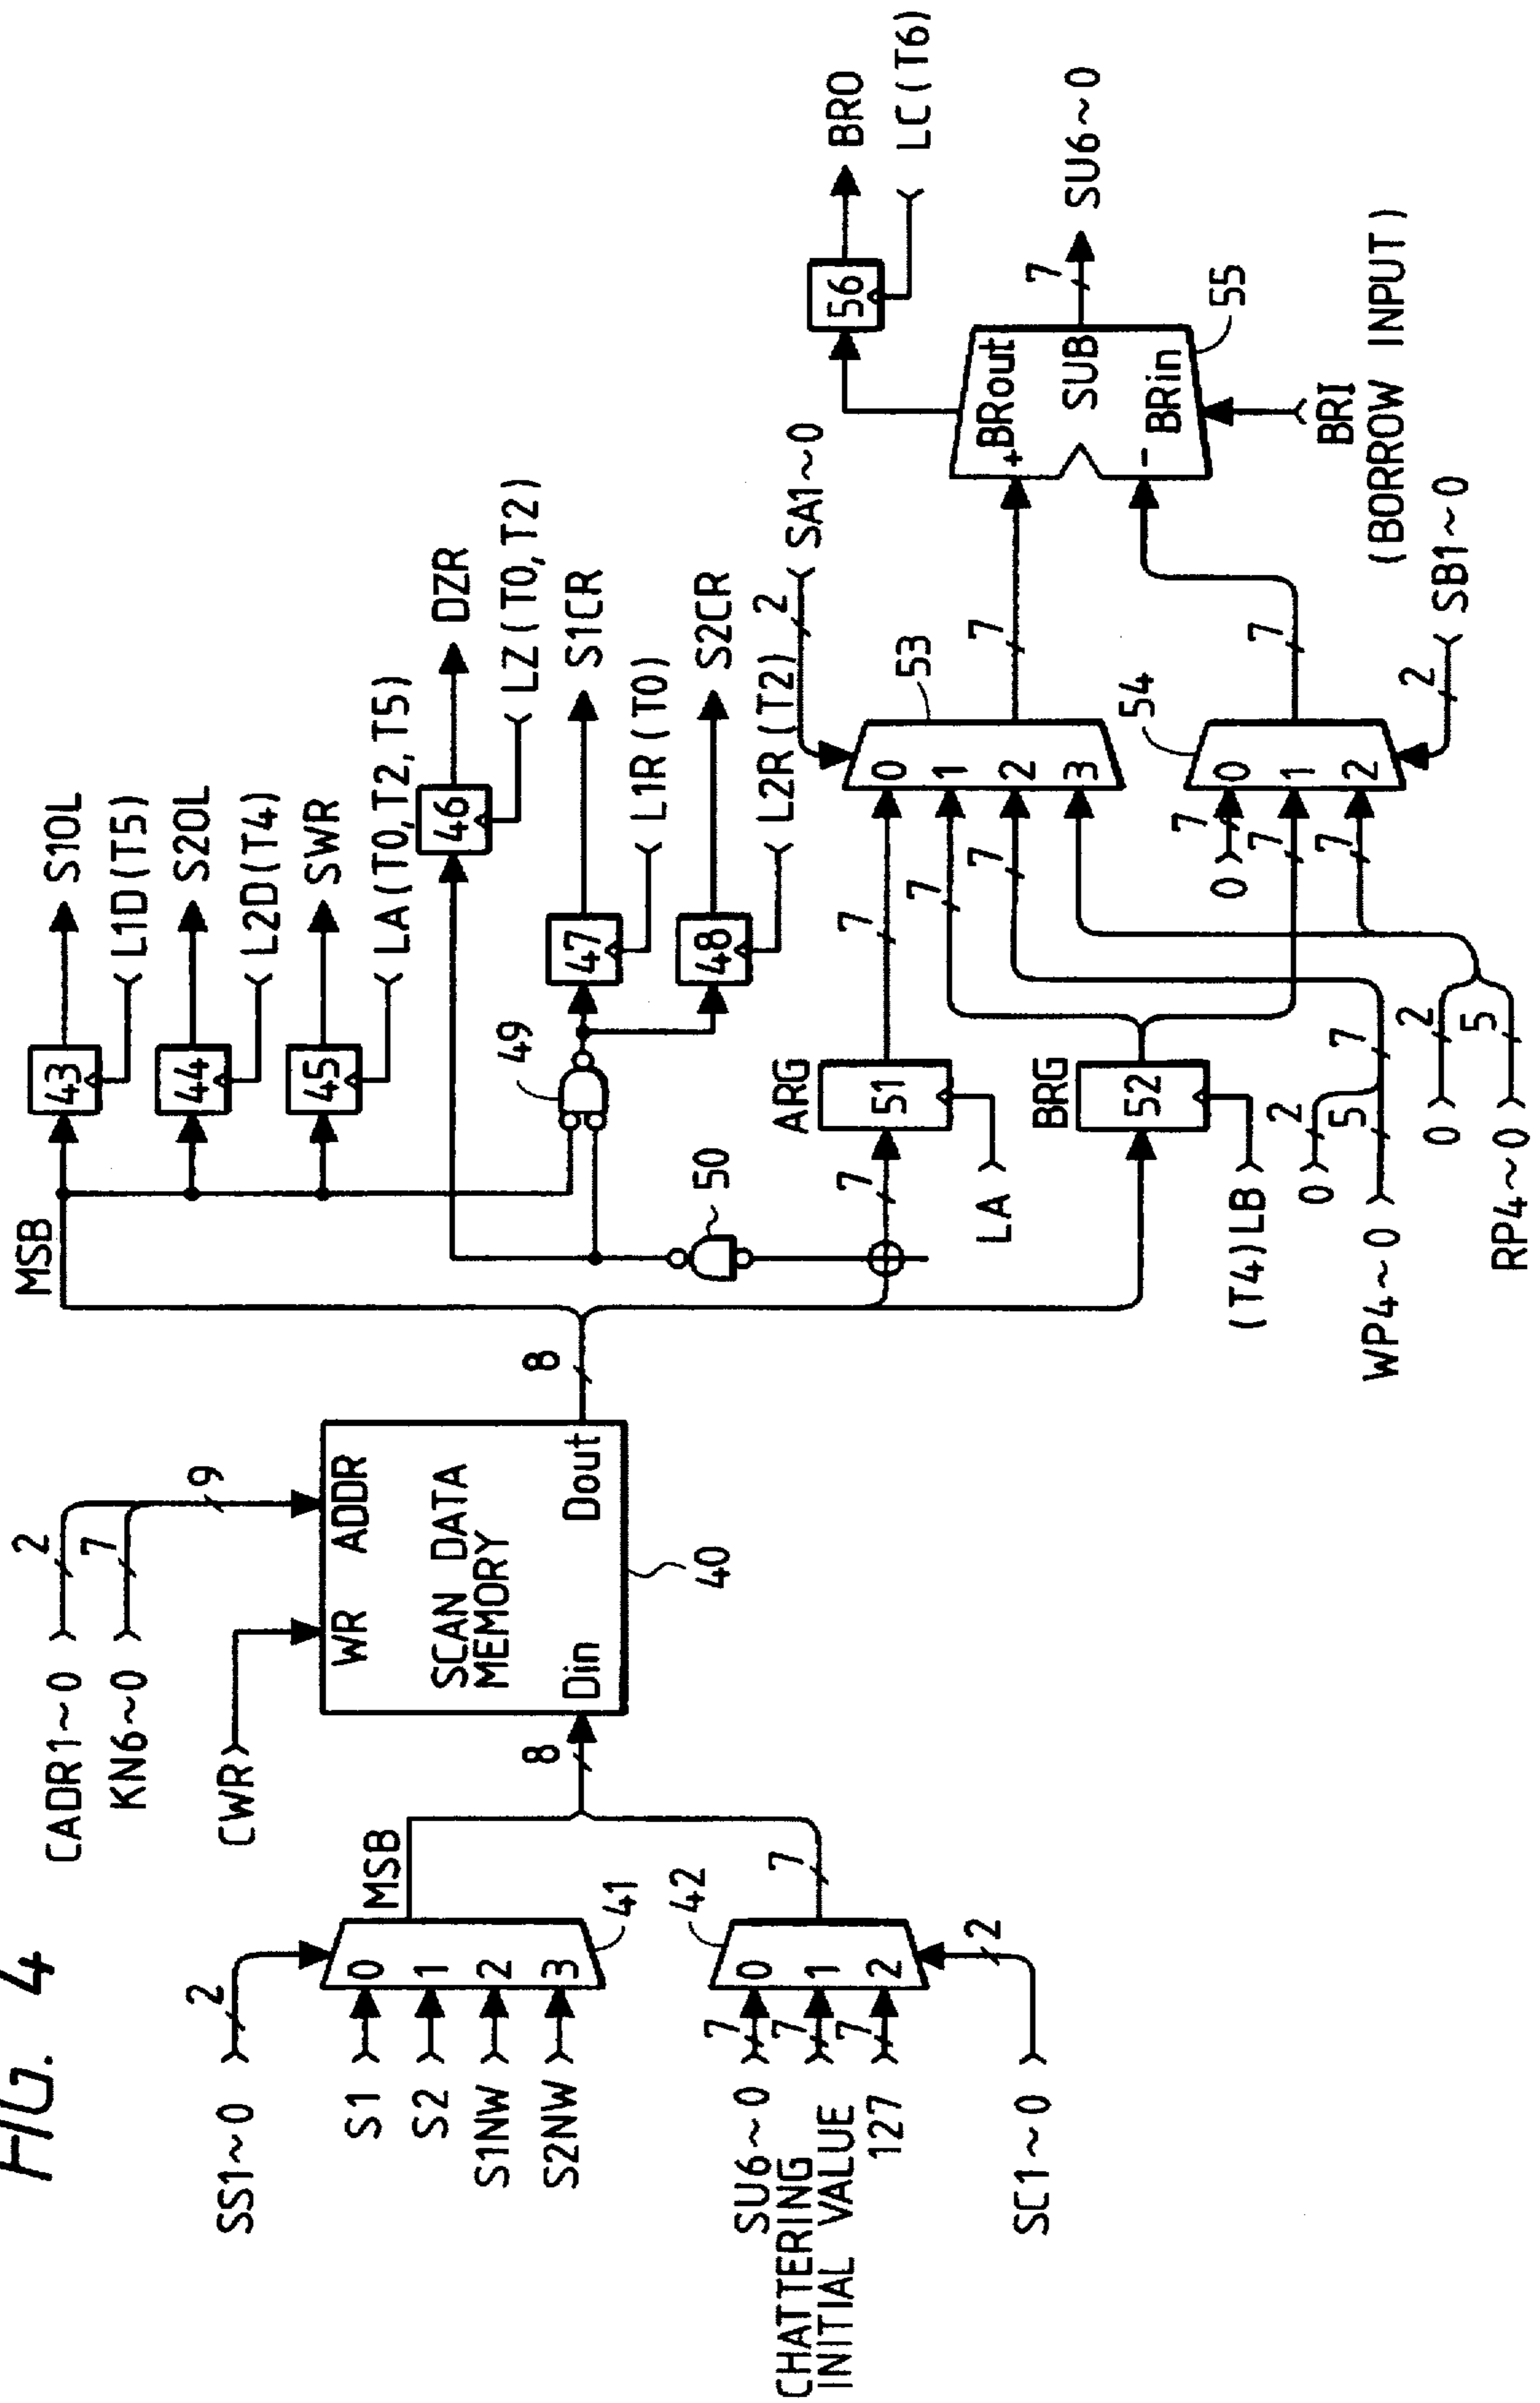 FIG. 4
SS1~0
2
S1
S2
S1NW
S2NW
0
1
2
3
41
MSB
SU6~0
CHATTERING
INITIAL VALUE
127
7
7
7
0
1
2
42
7
SC1~0
2
8
CADR1~0
2
KN6~0
7
9
CWR
WR
ADDR
SCAN DATA
MEMORY
Din
Dout
40
8
MSB
43
S1OL
L1D(T5)
44
S2OL
L2D(T4)
45
SWR
LA(T0,T2,T5)
46
DZR
LZ(T0,T2)
49
47
S1CR
L1R(T0)
48
S2CR
L2R(T2)
50
7
ARG
51
LA
7
BRG
52
(T4)LB
0
2
WP4~0
5
7
0
2
RP4~0
5
7
7
SA1~0
2
0
1
2
3
53
7
0
7
7
7
0
1
2
54
7
SB1~0
2
+
-
BRout
SUB
BRin
55
BRI
(BORROW INPUT)
7
SU6~0
56
BRO
LC(T6)